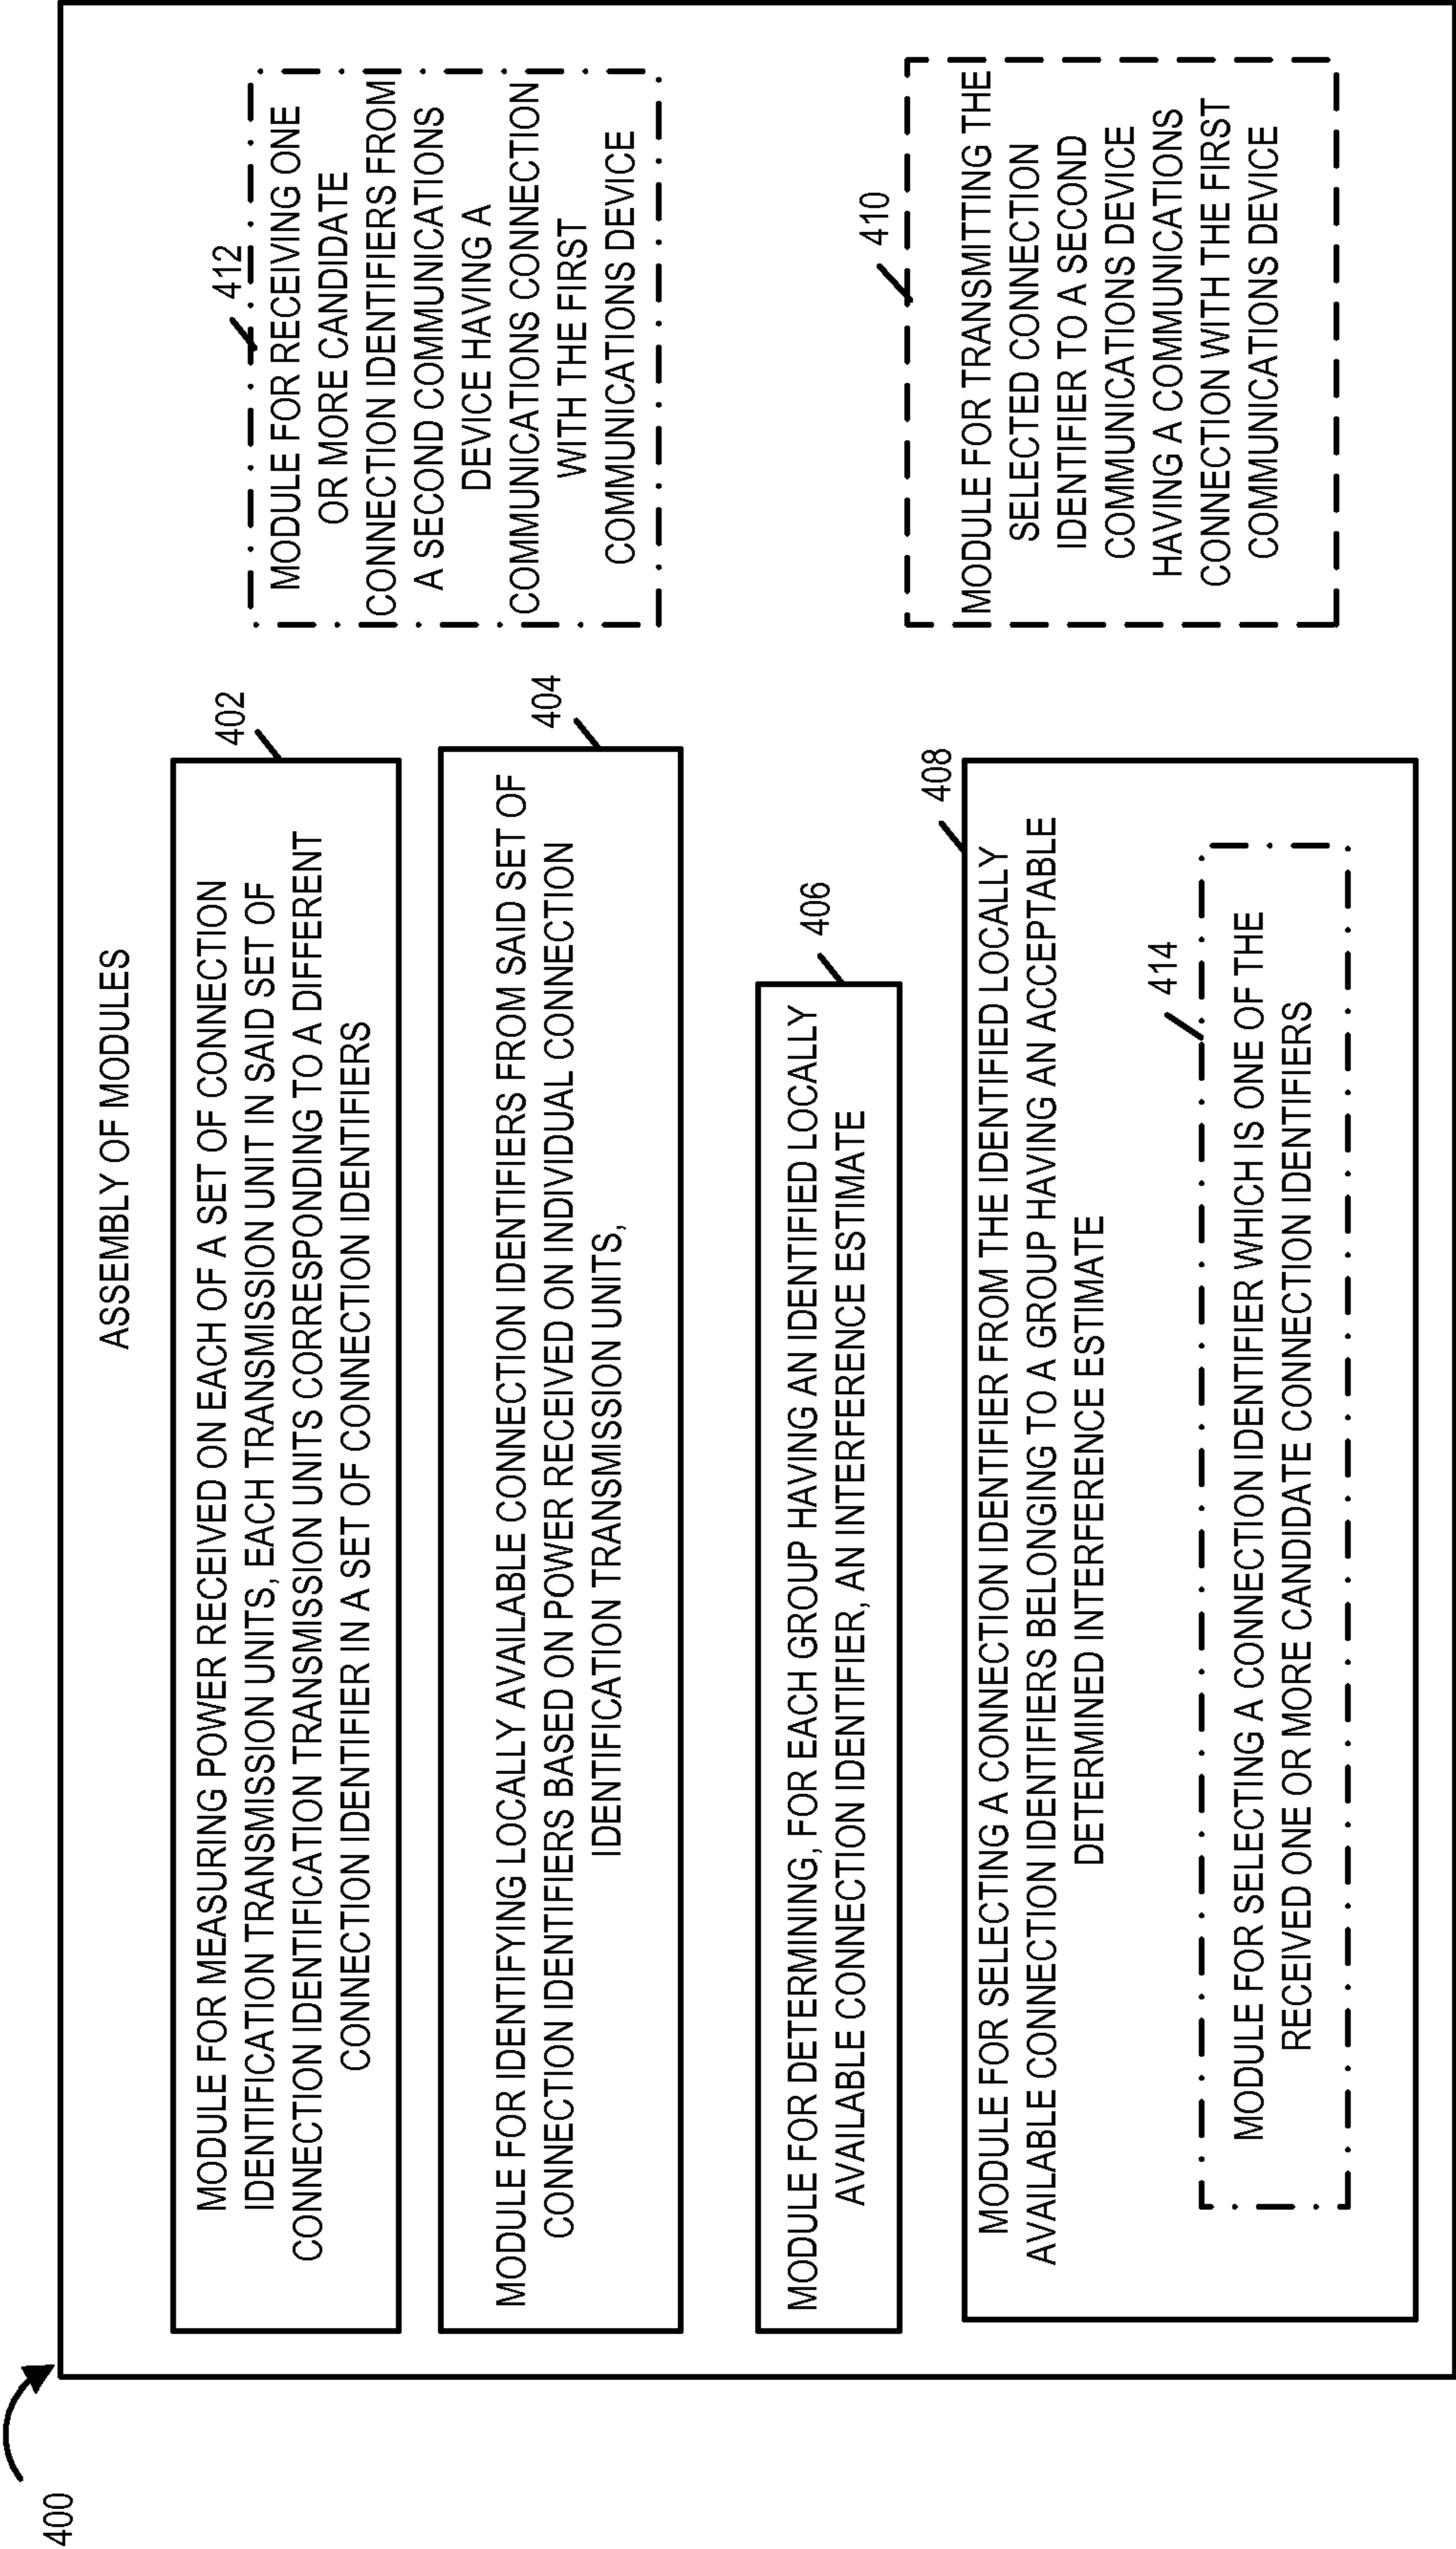 400
ASSEMBLY OF MODULES
402
MODULE FOR MEASURING POWER RECEIVED ON EACH OF A SET OF CONNECTION
IDENTIFICATION TRANSMISSION UNITS, EACH TRANSMISSION UNIT IN SAID SET OF
CONNECTION IDENTIFICATION TRANSMISSION UNITS CORRESPONDING TO A DIFFERENT
CONNECTION IDENTIFIER IN A SET OF CONNECTION IDENTIFIERS
404
MODULE FOR IDENTIFYING LOCALLY AVAILABLE CONNECTION IDENTIFIERS FROM SAID SET OF
CONNECTION IDENTIFIERS BASED ON POWER RECEIVED ON INDIVIDUAL CONNECTION
IDENTIFICATION TRANSMISSION UNITS,
406
MODULE FOR DETERMINING, FOR EACH GROUP HAVING AN IDENTIFIED LOCALLY
AVAILABLE CONNECTION IDENTIFIER, AN INTERFERENCE ESTIMATE
408
MODULE FOR SELECTING A CONNECTION IDENTIFIER FROM THE IDENTIFIED LOCALLY
AVAILABLE CONNECTION IDENTIFIERS BELONGING TO A GROUP HAVING AN ACCEPTABLE
DETERMINED INTERFERENCE ESTIMATE
414
MODULE FOR SELECTING A CONNECTION IDENTIFIER WHICH IS ONE OF THE
RECEIVED ONE OR MORE CANDIDATE CONNECTION IDENTIFIERS
412
MODULE FOR RECEIVING ONE
OR MORE CANDIDATE
CONNECTION IDENTIFIERS FROM
A SECOND COMMUNICATIONS
DEVICE HAVING A
COMMUNICATIONS CONNECTION
WITH THE FIRST
COMMUNICATIONS DEVICE
410
MODULE FOR TRANSMITTING THE
SELECTED CONNECTION
IDENTIFIER TO A SECOND
COMMUNICATIONS DEVICE
HAVING A COMMUNICATIONS
CONNECTION WITH THE FIRST
COMMUNICATIONS DEVICE